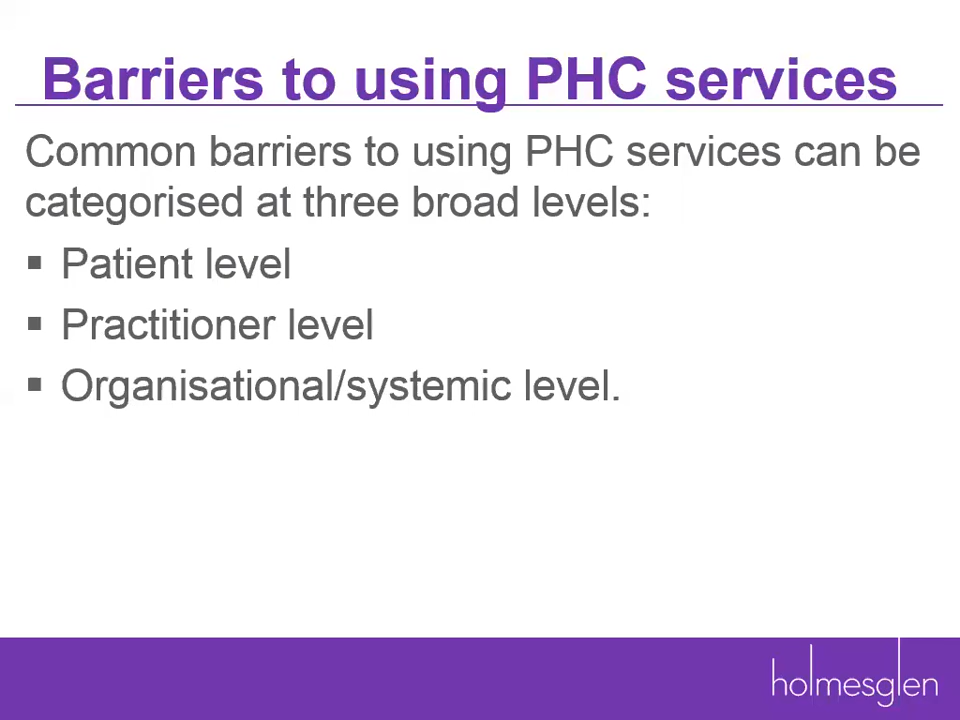 Barriers to using PHC services
Common barriers to using PHC services can be
categorised at three broad levels:
▪ Patient level
▪ Practitioner level
▪ Organisational/systemic level.
holmesglen